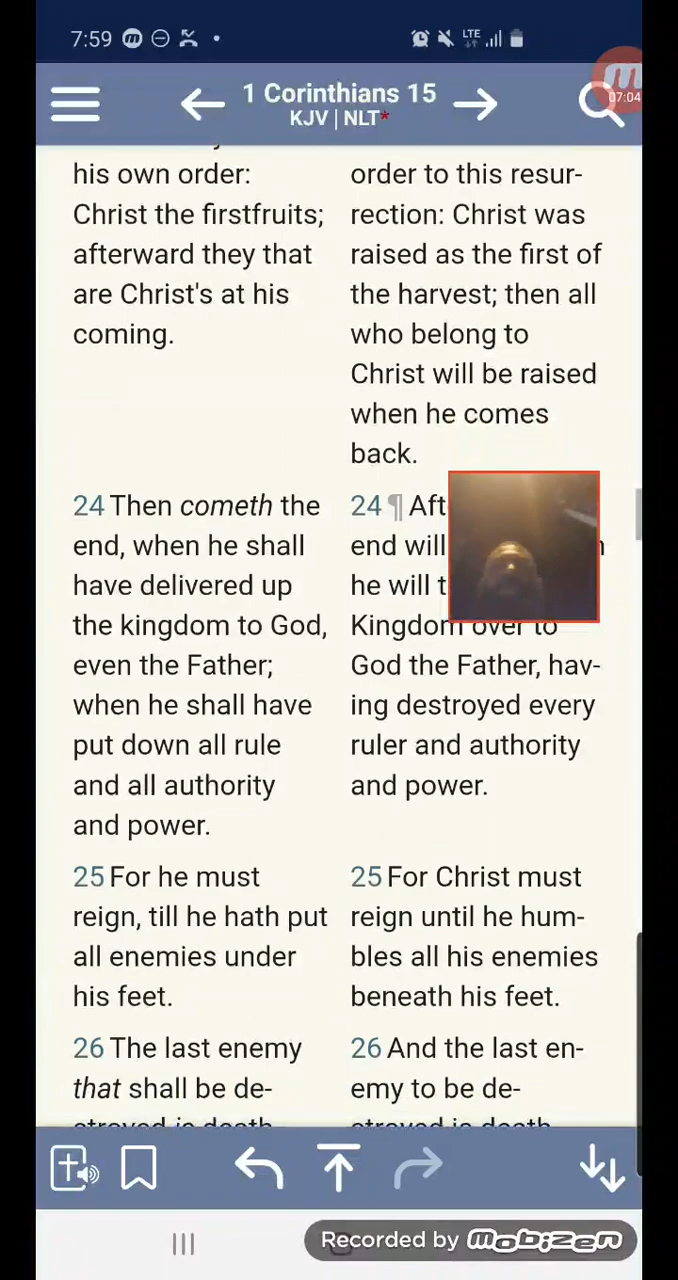 7:59
LTE
1 Corinthians 15
KJV | NLT*
07:04
his own order:
Christ the firstfruits;
afterward they that
are Christ's at his
coming.
order to this resur-
rection: Christ was
raised as the first of
the harvest; then all
who belong to
Christ will be raised
when he comes
back.
24 Then cometh the
end, when he shall
have delivered up
the kingdom to God,
even the Father;
when he shall have
put down all rule
and all authority
and power.
24 ¶
end will
he will
Kingdom over to
God the Father, hav-
ing destroyed every
ruler and authority
and power.
25 For he must
reign, till he hath put
all enemies under
his feet.
25 For Christ must
reign until he hum-
bles all his enemies
beneath his feet.
26 The last enemy
that shall be de-
stroyed is death.
26 And the last en-
emy to be de-
stroyed is death.
Recorded by mobizen